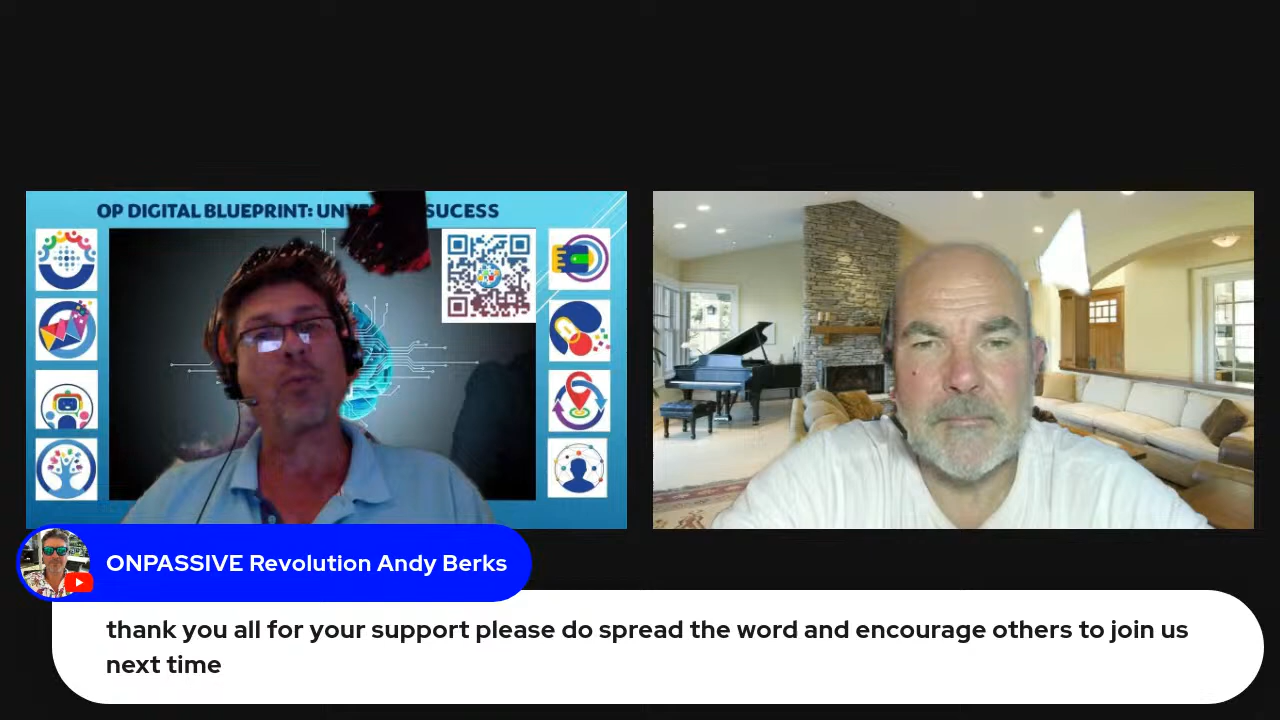 OP DIGITAL BLUEPRINT: SUCESS
ONPASSIVE Revolution Andy Berks
thank you all for your support please do spread the word and encourage others to join us
next time